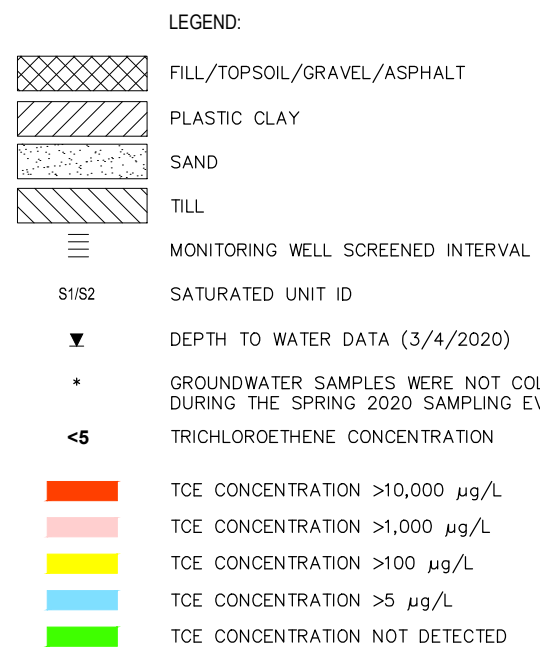 LEGEND:
FILL/TOPSOIL/GRAVEL/ASPHALT
PLASTIC CLAY
SAND
TILL
MONITORING WELL SCREENED INTERVAL
S1/S2 SATURATED UNIT ID
DEPTH TO WATER DATA (3/4/2020)
* GROUNDWATER SAMPLES WERE NOT
DURING THE SPRING 2020 SAMPLING
<5 TRICHLOROETHENE CONCENTRATION
TCE CONCENTRATION >10,000 µg/L
TCE CONCENTRATION >1,000 µg/L
TCE CONCENTRATION >100 µg/L
TCE CONCENTRATION >5 µg/L
TCE CONCENTRATION NOT DETECTED